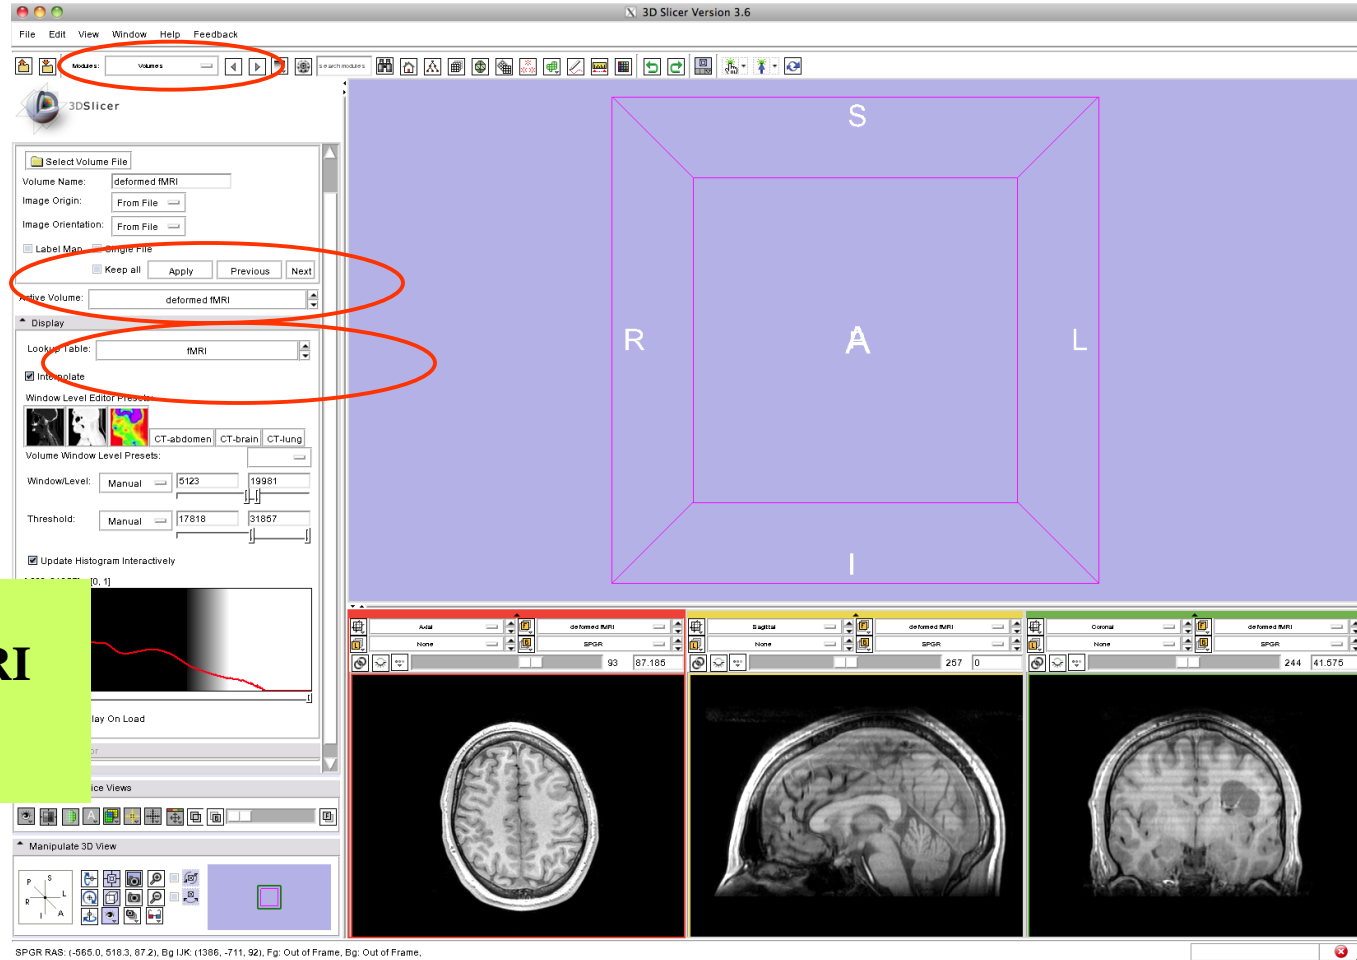 3D Slicer Version 3.6
File Edit View Window Help Feedback
Modules: Volumes search modules
3DSlicer
Select Volume File
Volume Name: deformed fMRI
Image Origin: From File
Image Orientation: From File
Label Map Single File
Keep all Apply Previous Next
Active Volume: deformed fMRI
Display
Lookup Table: fMRI
Interpolate
Window Level Editor Presets:
CT-abdomen CT-brain CT-lung
Volume Window Level Presets:
Window/Level: Manual 5123 19981
Threshold: Manual 17818 31857
Update Histogram Interactively
[0, 1]
RI
lay On Load
or
ice Views
Manipulate 3D View
P S L R I A
S
R A L
I
Axial deformed fMRI
None SPGR
93 87.185
Sagittal deformed fMRI
None SPGR
257 0
Coronal deformed fMRI
None SPGR
244 41.575
SPGR RAS: (-565.0, 518.3, 87.2), Bg IJK: (1386, -711, 92), Fg: Out of Frame, Bg: Out of Frame,